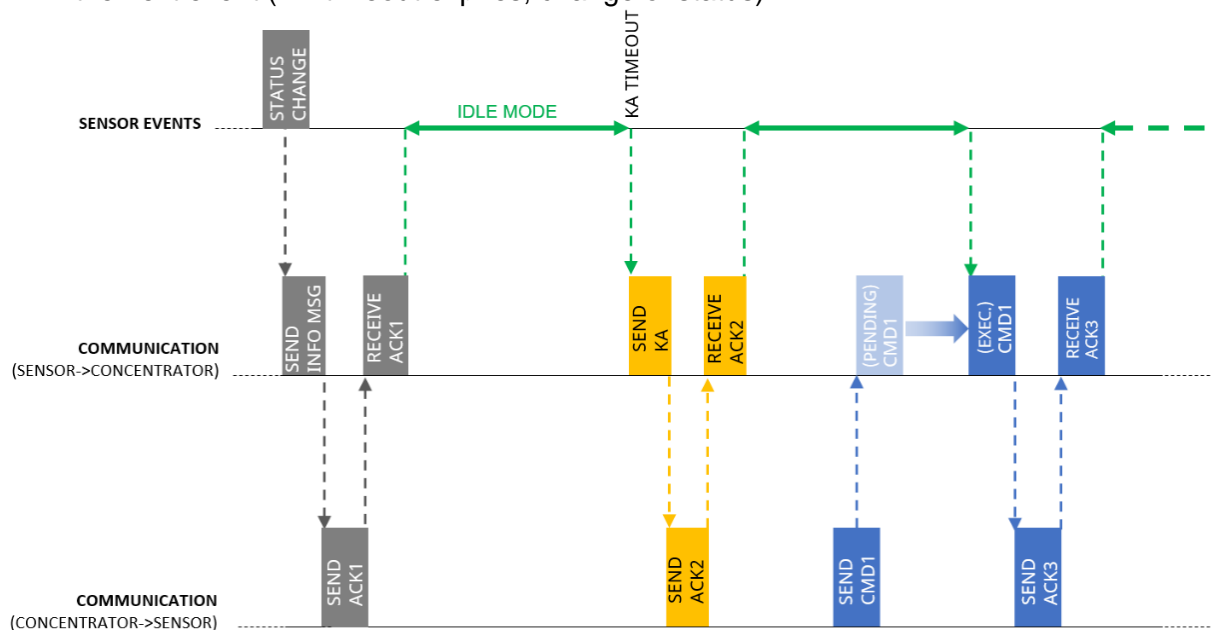 STATUS
CHANGE
KA TIMEOUT
IDLE MODE
SENSOR EVENTS
SEND
INFO MSG
RECEIVE
ACK1
SEND
KA
RECEIVE
ACK2
(PENDING)
CMD1
(EXEC.)
CMD1
RECEIVE
ACK3
COMMUNICATION
(SENSOR->CONCENTRATOR)
SEND
ACK1
SEND
ACK2
SEND
CMD1
SEND
ACK3
COMMUNICATION
(CONCENTRATOR->SENSOR)